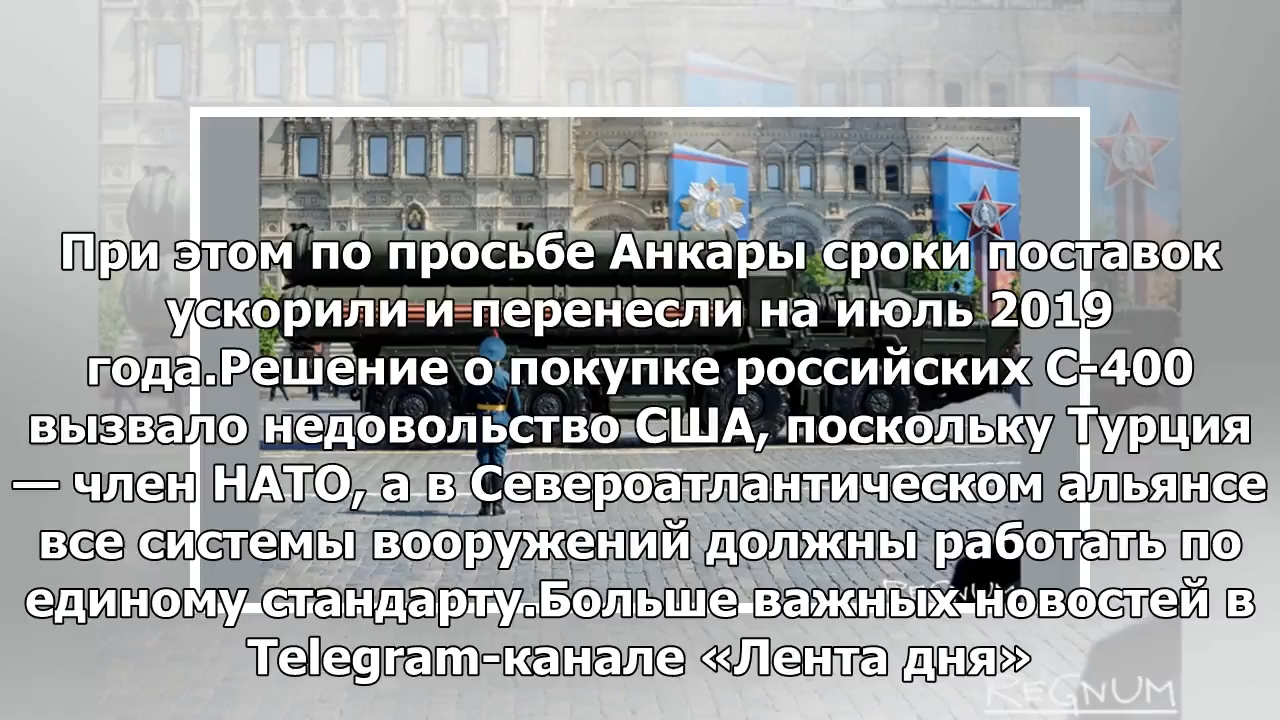 При этом по просьбе Анкары сроки поставок
ускорили и перенесли на июль 2019
года.Решение о покупке российских С-400
вызвало недовольство США, поскольку Турция
— член НАТО, а в Североатлантическом альянсе
все системы вооружений должны работать по
единому стандарту.Больше важных новостей в
Telegram-канале «Лента дня»
REGNUM
REGNUM